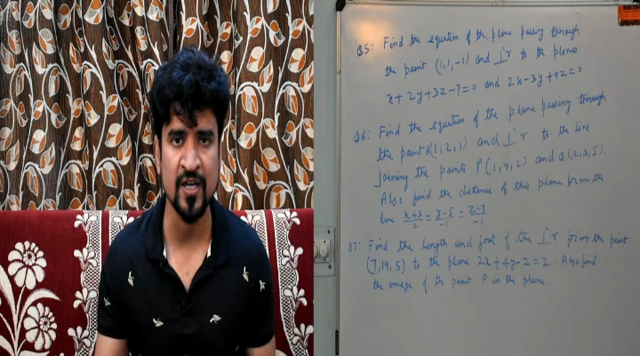 Q5: Find the equation of the plane passing through
the point (1,1,-1) and ⊥r to the planes
x+2y+3z-7=0 and 2x-3y+4z=0
Q6: Find the equation of the plane passing through
the point A(1,2,1) and ⊥r to the line
joining the points P(1,4,2) and Q(2,3,5)
Also find the distance of this plane from the
line x+3/2 = y-5/-1 = z-7/-1
Q7: Find the length and foot of the ⊥r from the point
(7,14,5) to the plane 2x+4y-z=2. Also find
the image of the point P in the plane.